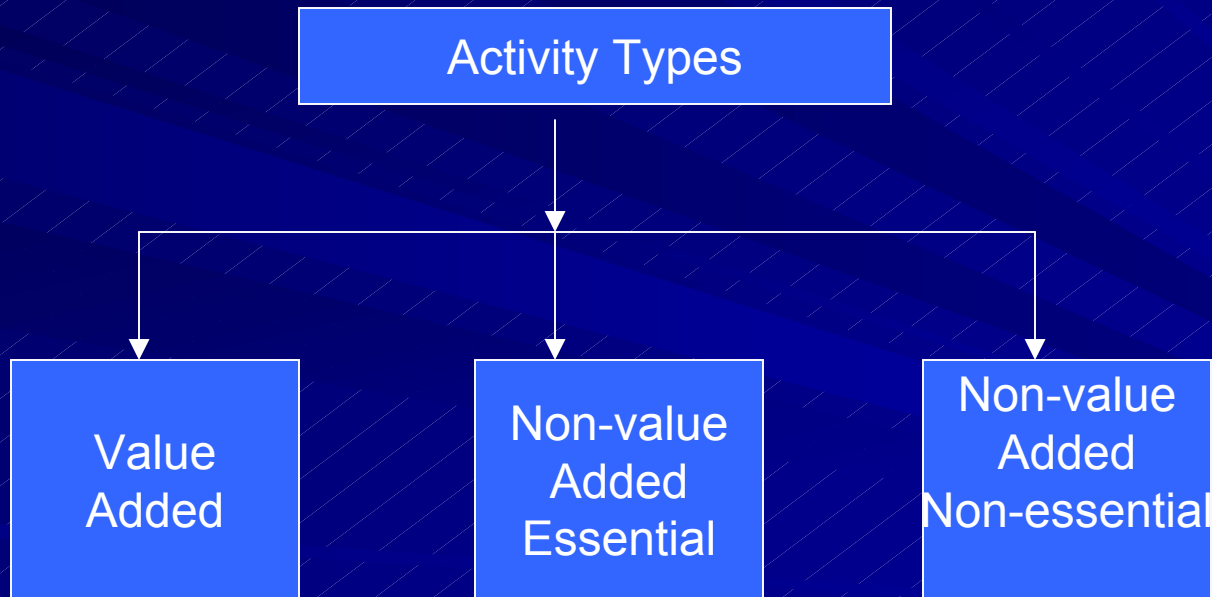 Activity Types
Value
Added
Non-value
Added
Essential
Non-value
Added
Non-essential